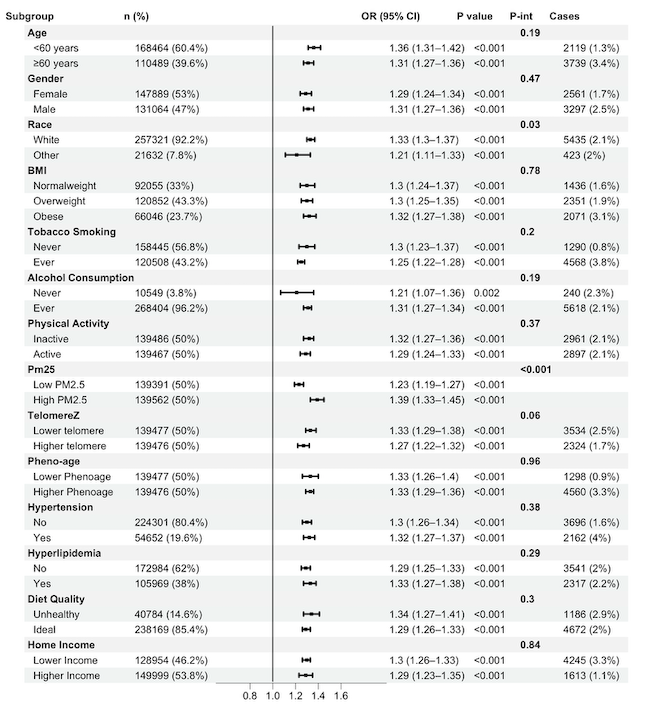 Subgroup n (%) OR (95% CI) P value P-int Cases
Age 0.19
<60 years 168464 (60.4%) 1.36 (1.31–1.42) <0.001 2119 (1.3%)
≥60 years 110489 (39.6%) 1.31 (1.27–1.36) <0.001 3739 (3.4%)
Gender 0.47
Female 147889 (53%) 1.29 (1.24–1.34) <0.001 2561 (1.7%)
Male 131064 (47%) 1.31 (1.27–1.36) <0.001 3297 (2.5%)
Race 0.03
White 257321 (92.2%) 1.33 (1.3–1.37) <0.001 5435 (2.1%)
Other 21632 (7.8%) 1.21 (1.11–1.33) <0.001 423 (2%)
BMI 0.78
Normalweight 92055 (33%) 1.3 (1.24–1.37) <0.001 1436 (1.6%)
Overweight 120852 (43.3%) 1.3 (1.25–1.35) <0.001 2351 (1.9%)
Obese 66046 (23.7%) 1.32 (1.27–1.38) <0.001 2071 (3.1%)
Tobacco Smoking 0.2
Never 158445 (56.8%) 1.3 (1.23–1.37) <0.001 1290 (0.8%)
Ever 120508 (43.2%) 1.25 (1.22–1.28) <0.001 4568 (3.8%)
Alcohol Consumption 0.19
Never 10549 (3.8%) 1.21 (1.07–1.36) 0.002 240 (2.3%)
Ever 268404 (96.2%) 1.31 (1.27–1.34) <0.001 5618 (2.1%)
Physical Activity 0.37
Inactive 139486 (50%) 1.32 (1.27–1.36) <0.001 2961 (2.1%)
Active 139467 (50%) 1.29 (1.24–1.33) <0.001 2897 (2.1%)
Pm25 <0.001
Low PM2.5 139391 (50%) 1.23 (1.19–1.27) <0.001
High PM2.5 139562 (50%) 1.39 (1.33–1.45) <0.001
TelomereZ 0.06
Lower telomere 139477 (50%) 1.33 (1.29–1.38) <0.001 3534 (2.5%)
Higher telomere 139476 (50%) 1.27 (1.22–1.32) <0.001 2324 (1.7%)
Pheno-age 0.96
Lower Phenoage 139477 (50%) 1.33 (1.26–1.4) <0.001 1298 (0.9%)
Higher Phenoage 139476 (50%) 1.33 (1.29–1.36) <0.001 4560 (3.3%)
Hypertension 0.38
No 224301 (80.4%) 1.3 (1.26–1.34) <0.001 3696 (1.6%)
Yes 54652 (19.6%) 1.32 (1.27–1.37) <0.001 2162 (4%)
Hyperlipidemia 0.29
No 172984 (62%) 1.29 (1.25–1.33) <0.001 3541 (2%)
Yes 105969 (38%) 1.33 (1.27–1.38) <0.001 2317 (2.2%)
Diet Quality 0.3
Unhealthy 40784 (14.6%) 1.34 (1.27–1.41) <0.001 1186 (2.9%)
Ideal 238169 (85.4%) 1.29 (1.26–1.33) <0.001 4672 (2%)
Home Income 0.84
Lower Income 128954 (46.2%) 1.3 (1.26–1.33) <0.001 4245 (3.3%)
Higher Income 149999 (53.8%) 1.29 (1.23–1.35) <0.001 1613 (1.1%)
0.8 1.0 1.2 1.4 1.6